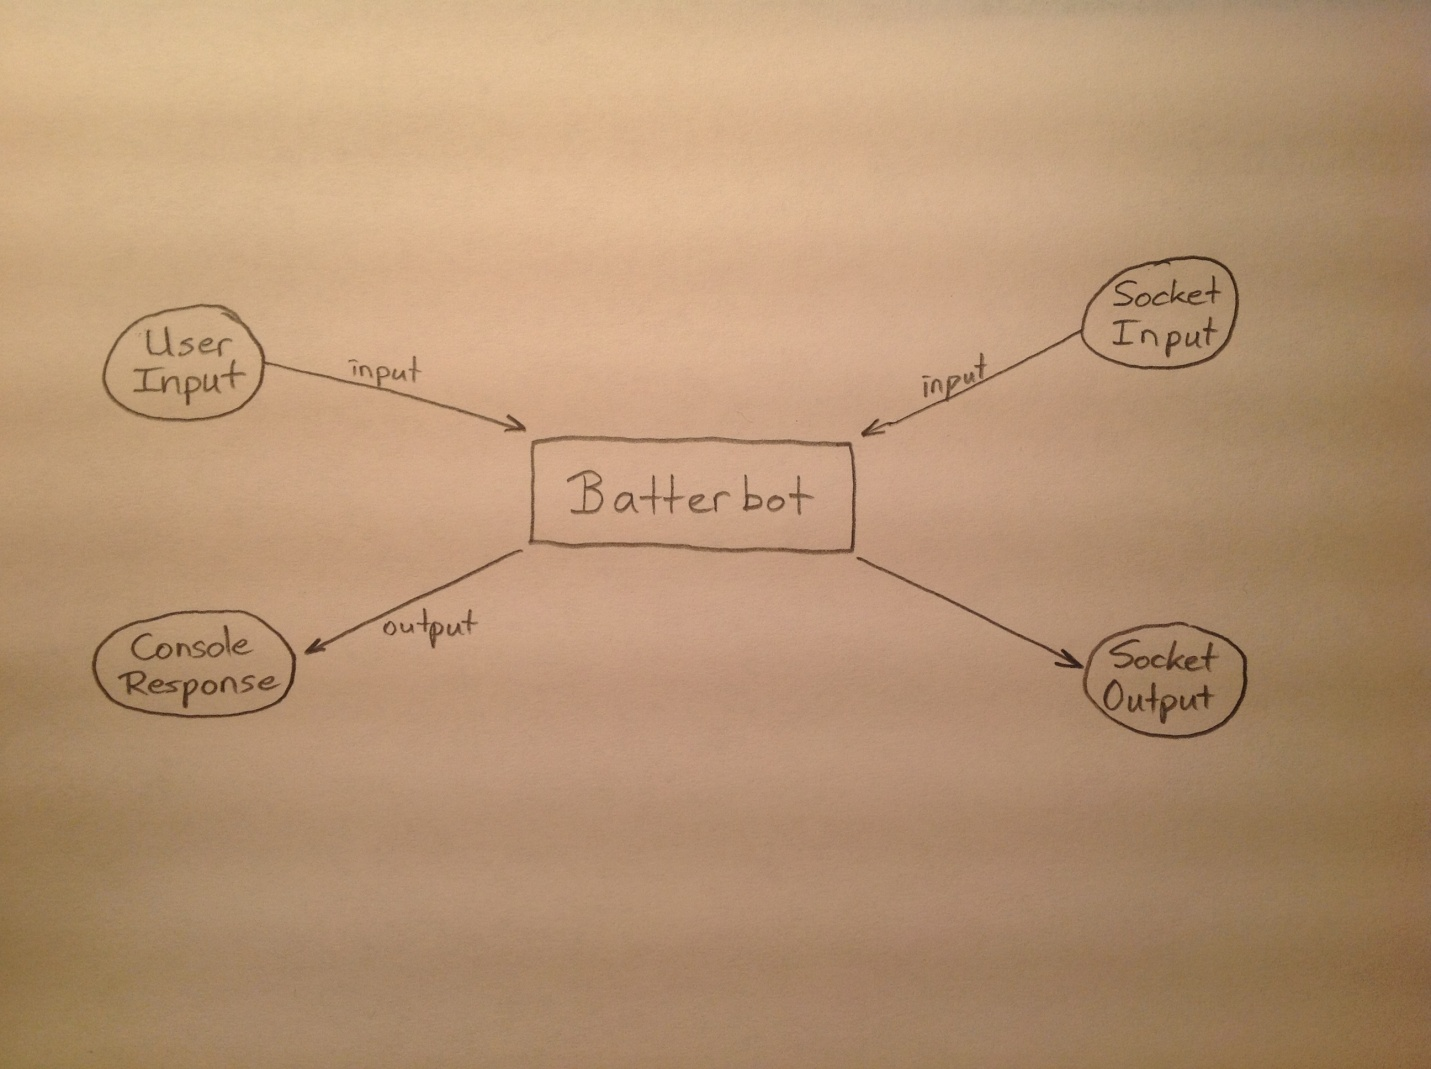 User
Input
input
Socket
Input
input
Batterbot
Console
Response
output
Socket
Output